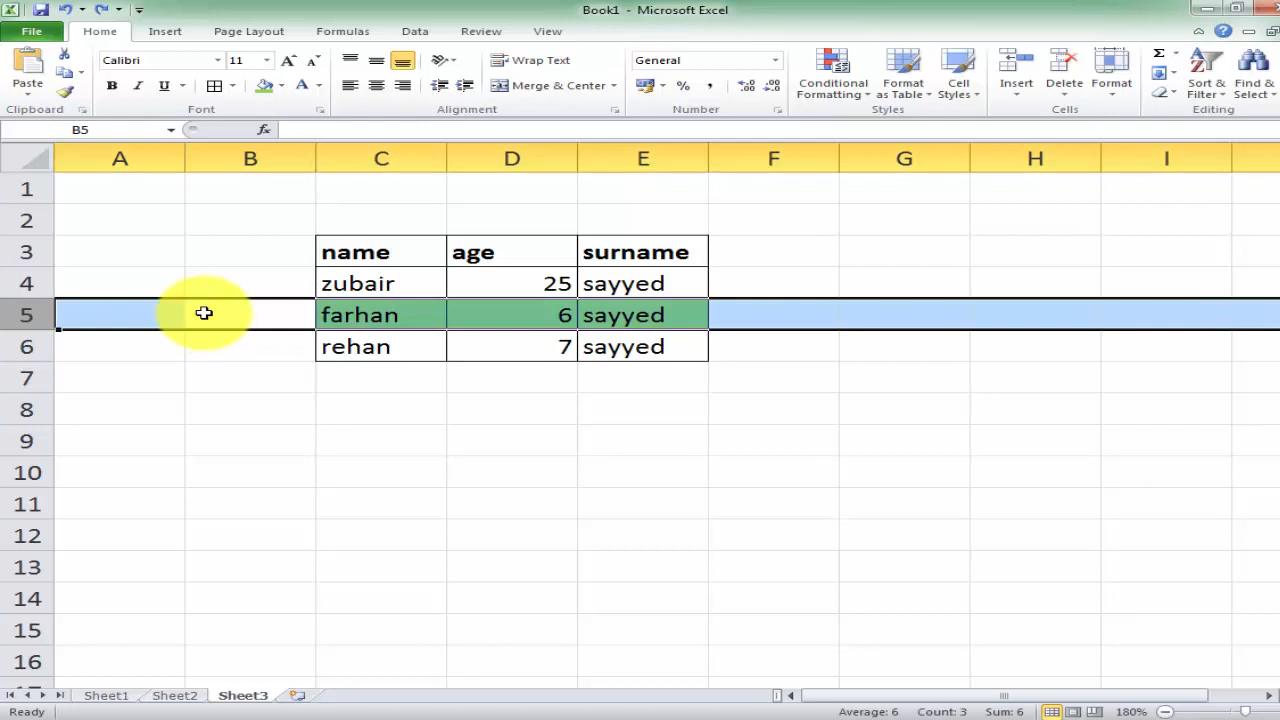 Book1 - Microsoft Excel
File Home Insert Page Layout Formulas Data Review View
Calibri 11 Wrap Text General
Paste Merge & Center Conditional Formatting Format as Table Cell Styles Insert Delete Format Sort & Filter Find & Select
Clipboard Font Alignment Number Styles Cells Editing
B5 fx
A B C D E F G H I
1
2
3 name age surname
4 zubair 25 sayyed
5 farhan 6 sayyed
6 rehan 7 sayyed
7
8
9
10
11
12
13
14
15
16
Sheet1 Sheet2 Sheet3
Ready Average: 6 Count: 3 Sum: 6 180%